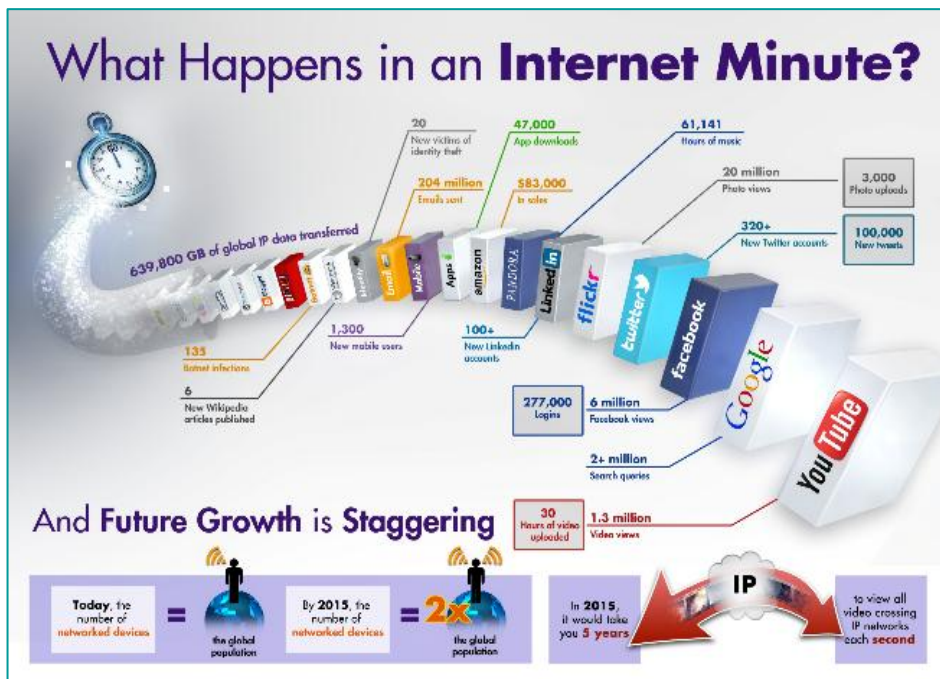 What Happens in an Internet Minute?
20
New victims of
identity theft
47,000
App downloads
61,141
Hours of music
204 million
Emails sent
$83,000
In sales
20 million
Photo views
3,000
Photo uploads
320+
New Twitter accounts
100,000
New tweets
639,800 GB of global IP data transferred
Identity
Email
Mobile
Apps
amazon
PANDORA
Linked in
flickr
twitter
facebook
Google
YouTube
135
Botnet infections
6
New Wikipedia
articles published
1,300
New mobile users
100+
New Linkedin
accounts
277,000
Logins
6 million
Facebook views
2+ million
Search queries
30
Hours of video
uploaded
1.3 million
Video views
And Future Growth is Staggering
Today, the
number of
networked devices
=
the global
population
By 2015, the
number of
networked devices
=
2x
the global
population
In 2015,
it would take
you 5 years
IP
to view all
video crossing
IP networks
each second